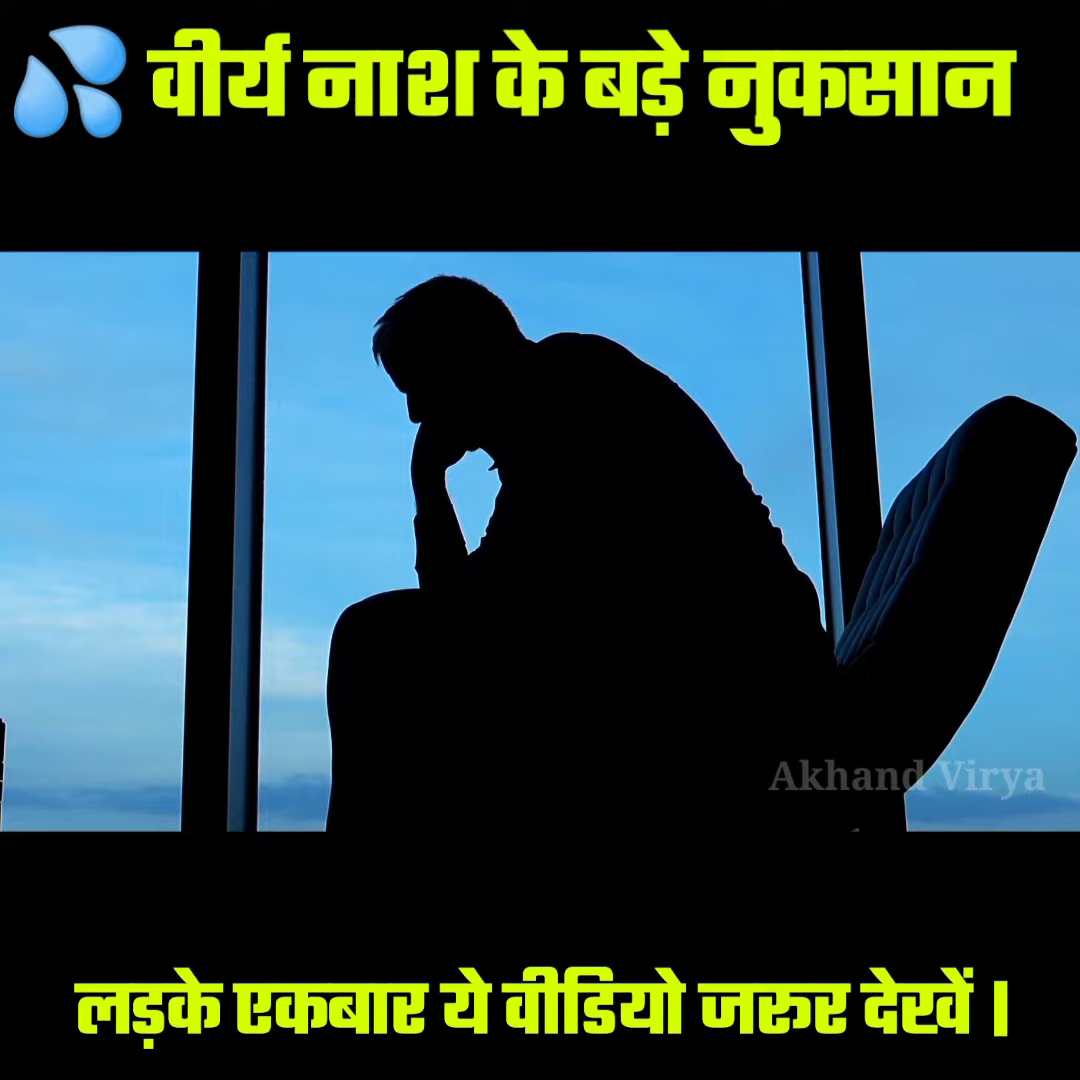 💦 वीर्य नाश के बड़े नुकसान
Akhand Virya
लड़के एकबार ये वीडियो जरूर देखें ।